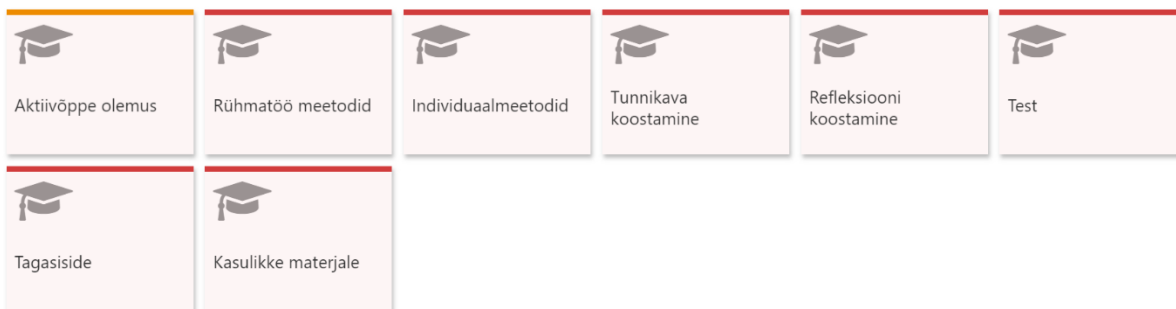 Aktiivõppe olemus
Rühmatöö meetodid
Individuaalmeetodid
Tunnikava
koostamine
Refleksiooni
koostamine
Test
Tagasiside
Kasulikke materjale